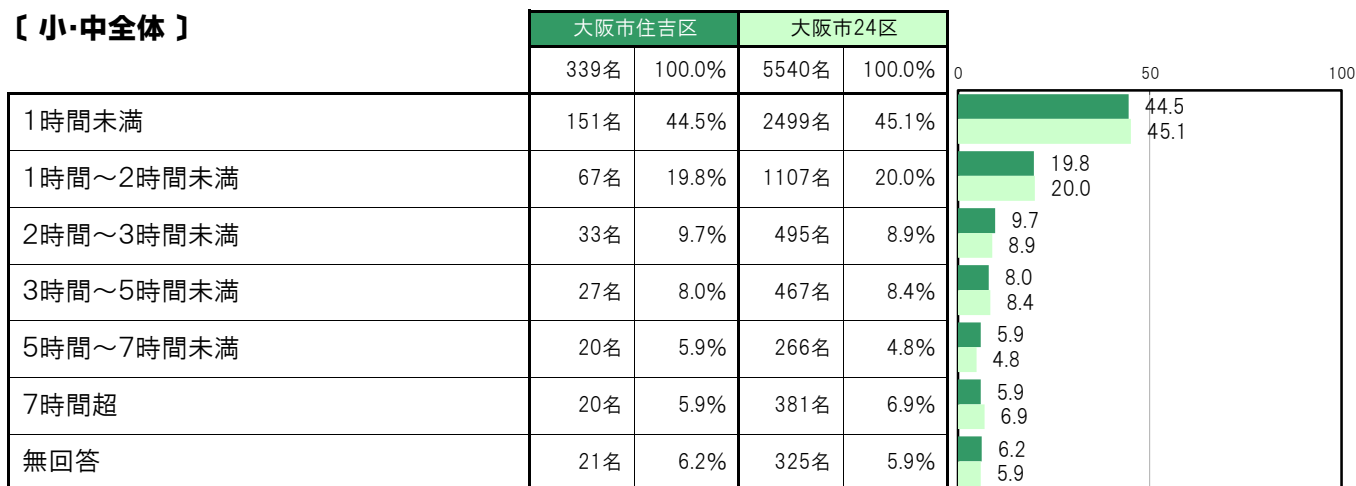 〔 小・中全体 〕
大阪市住吉区 大阪市24区
339名 100.0% 5540名 100.0% 0 50 100
1時間未満 151名 44.5% 2499名 45.1% 44.5
45.1
1時間～2時間未満 67名 19.8% 1107名 20.0% 19.8
20.0
2時間～3時間未満 33名 9.7% 495名 8.9% 9.7
8.9
3時間～5時間未満 27名 8.0% 467名 8.4% 8.0
8.4
5時間～7時間未満 20名 5.9% 266名 4.8% 5.9
4.8
7時間超 20名 5.9% 381名 6.9% 5.9
6.9
無回答 21名 6.2% 325名 5.9% 6.2
5.9